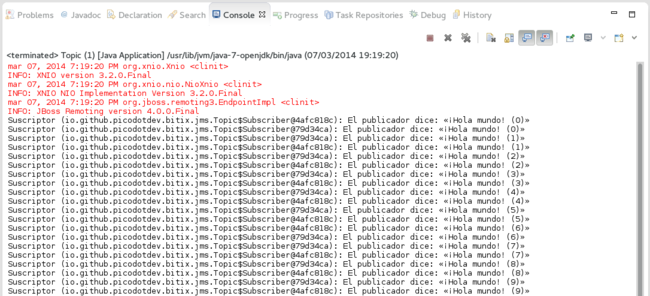 Problems Javadoc Declaration Search Console Progress Task Repositories Debug History
<terminated> Topic (1) [Java Application] /usr/lib/jvm/java-7-openjdk/bin/java (07/03/2014 19:19:20)
mar 07, 2014 7:19:20 PM org.xnio.Xnio <clinit>
INFO: XNIO version 3.2.0.Final
mar 07, 2014 7:19:20 PM org.xnio.nio.NioXnio <clinit>
INFO: XNIO NIO Implementation Version 3.2.0.Final
mar 07, 2014 7:19:20 PM org.jboss.remoting3.EndpointImpl <clinit>
INFO: JBoss Remoting version 4.0.0.Final
Suscriptor (io.github.picodotdev.bitix.jms.Topic$Subscriber@4afc818c): El publicador dice: «¡Hola mundo! (0)»
Suscriptor (io.github.picodotdev.bitix.jms.Topic$Subscriber@79d34ca): El publicador dice: «¡Hola mundo! (0)»
Suscriptor (io.github.picodotdev.bitix.jms.Topic$Subscriber@79d34ca): El publicador dice: «¡Hola mundo! (1)»
Suscriptor (io.github.picodotdev.bitix.jms.Topic$Subscriber@4afc818c): El publicador dice: «¡Hola mundo! (1)»
Suscriptor (io.github.picodotdev.bitix.jms.Topic$Subscriber@79d34ca): El publicador dice: «¡Hola mundo! (2)»
Suscriptor (io.github.picodotdev.bitix.jms.Topic$Subscriber@4afc818c): El publicador dice: «¡Hola mundo! (2)»
Suscriptor (io.github.picodotdev.bitix.jms.Topic$Subscriber@79d34ca): El publicador dice: «¡Hola mundo! (3)»
Suscriptor (io.github.picodotdev.bitix.jms.Topic$Subscriber@4afc818c): El publicador dice: «¡Hola mundo! (3)»
Suscriptor (io.github.picodotdev.bitix.jms.Topic$Subscriber@79d34ca): El publicador dice: «¡Hola mundo! (4)»
Suscriptor (io.github.picodotdev.bitix.jms.Topic$Subscriber@4afc818c): El publicador dice: «¡Hola mundo! (4)»
Suscriptor (io.github.picodotdev.bitix.jms.Topic$Subscriber@79d34ca): El publicador dice: «¡Hola mundo! (5)»
Suscriptor (io.github.picodotdev.bitix.jms.Topic$Subscriber@4afc818c): El publicador dice: «¡Hola mundo! (5)»
Suscriptor (io.github.picodotdev.bitix.jms.Topic$Subscriber@4afc818c): El publicador dice: «¡Hola mundo! (6)»
Suscriptor (io.github.picodotdev.bitix.jms.Topic$Subscriber@79d34ca): El publicador dice: «¡Hola mundo! (6)»
Suscriptor (io.github.picodotdev.bitix.jms.Topic$Subscriber@79d34ca): El publicador dice: «¡Hola mundo! (7)»
Suscriptor (io.github.picodotdev.bitix.jms.Topic$Subscriber@4afc818c): El publicador dice: «¡Hola mundo! (7)»
Suscriptor (io.github.picodotdev.bitix.jms.Topic$Subscriber@79d34ca): El publicador dice: «¡Hola mundo! (8)»
Suscriptor (io.github.picodotdev.bitix.jms.Topic$Subscriber@4afc818c): El publicador dice: «¡Hola mundo! (8)»
Suscriptor (io.github.picodotdev.bitix.jms.Topic$Subscriber@79d34ca): El publicador dice: «¡Hola mundo! (9)»
Suscriptor (io.github.picodotdev.bitix.jms.Topic$Subscriber@4afc818c): El publicador dice: «¡Hola mundo! (9)»